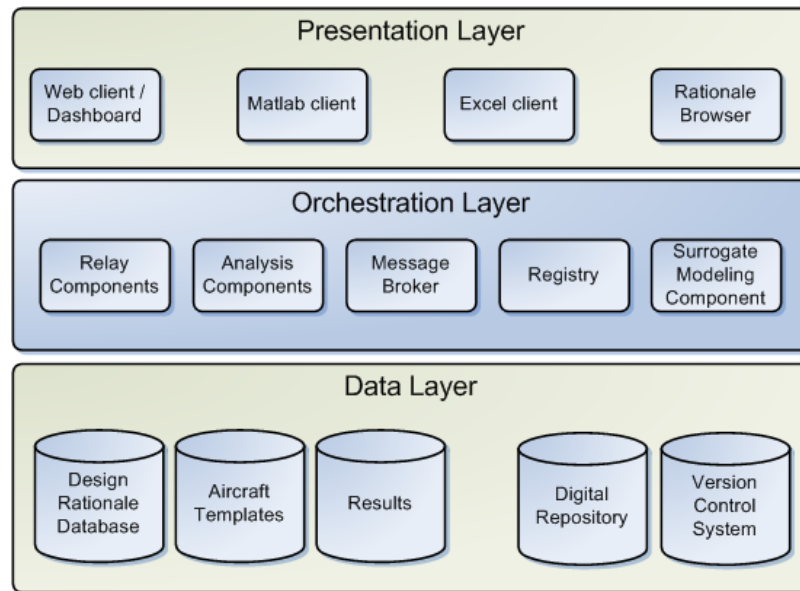 Presentation Layer
Web client /
Dashboard
Matlab client
Excel client
Rationale
Browser
Orchestration Layer
Relay
Components
Analysis
Components
Message
Broker
Registry
Surrogate
Modeling
Component
Data Layer
Design
Rationale
Database
Aircraft
Templates
Results
Digital
Repository
Version
Control
System